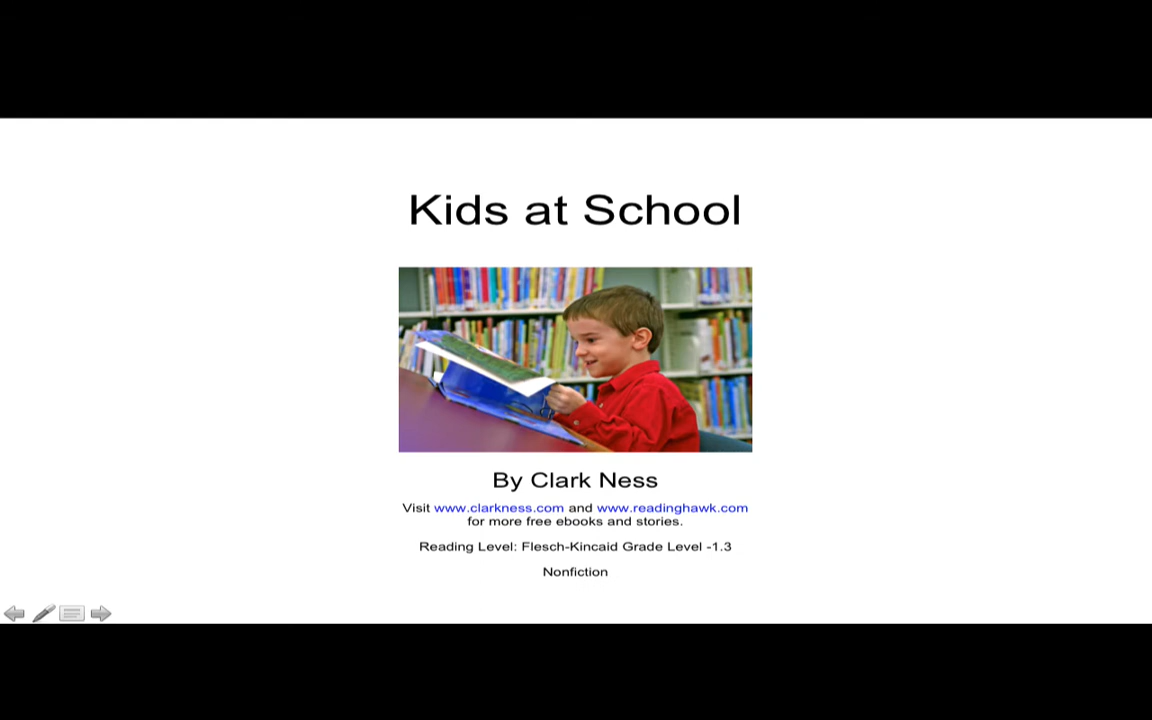 Kids at School
By Clark Ness
Visit www.clarkness.com and www.readinghawk.com
for more free ebooks and stories.
Reading Level: Flesch-Kincaid Grade Level -1.3
Nonfiction